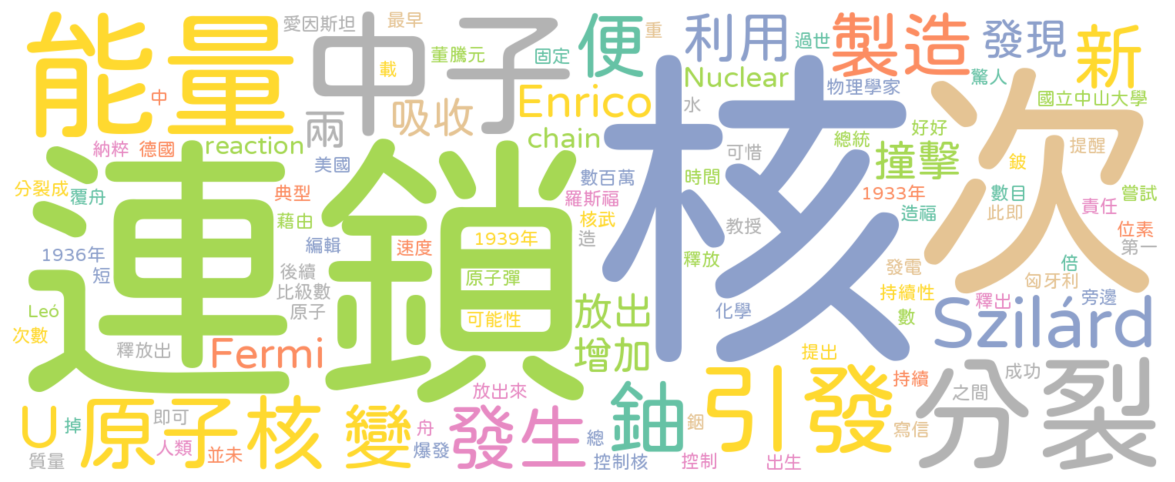 能量
中子
愛因斯坦
最早
載
董騰元
固定
便
重
利用
過世
製造
發現
驚人
新
中
Nuclear
物理學家
國立中山大學
吸收
Enrico
水
兩
納粹
德國
reaction
美國
chain
核
可惜
總統
好好
次
撞擊
鈹
提醒
連鎖
分裂成
覆舟
典型
數百萬
時間
1933年
數目
嘗試
藉由
羅斯福
核武
造福
此即
責任
1936年
編輯
速度
1939年
造
教授
位素
第一
短
後續
原子彈
釋放
發電
倍
比級數
匈牙利
持續性
旁邊
Leó
原子
可能性
放出
化學
數
釋出
Szilárd
次數
釋放出
Fermi
增加
提出
放出來
引發
持續
之間
成功
分裂
U
掉
原子核
即可
變
舟
發生
鈾
銦
寫信
人類
並未
爆發
總
質量
控制核
控制
出生